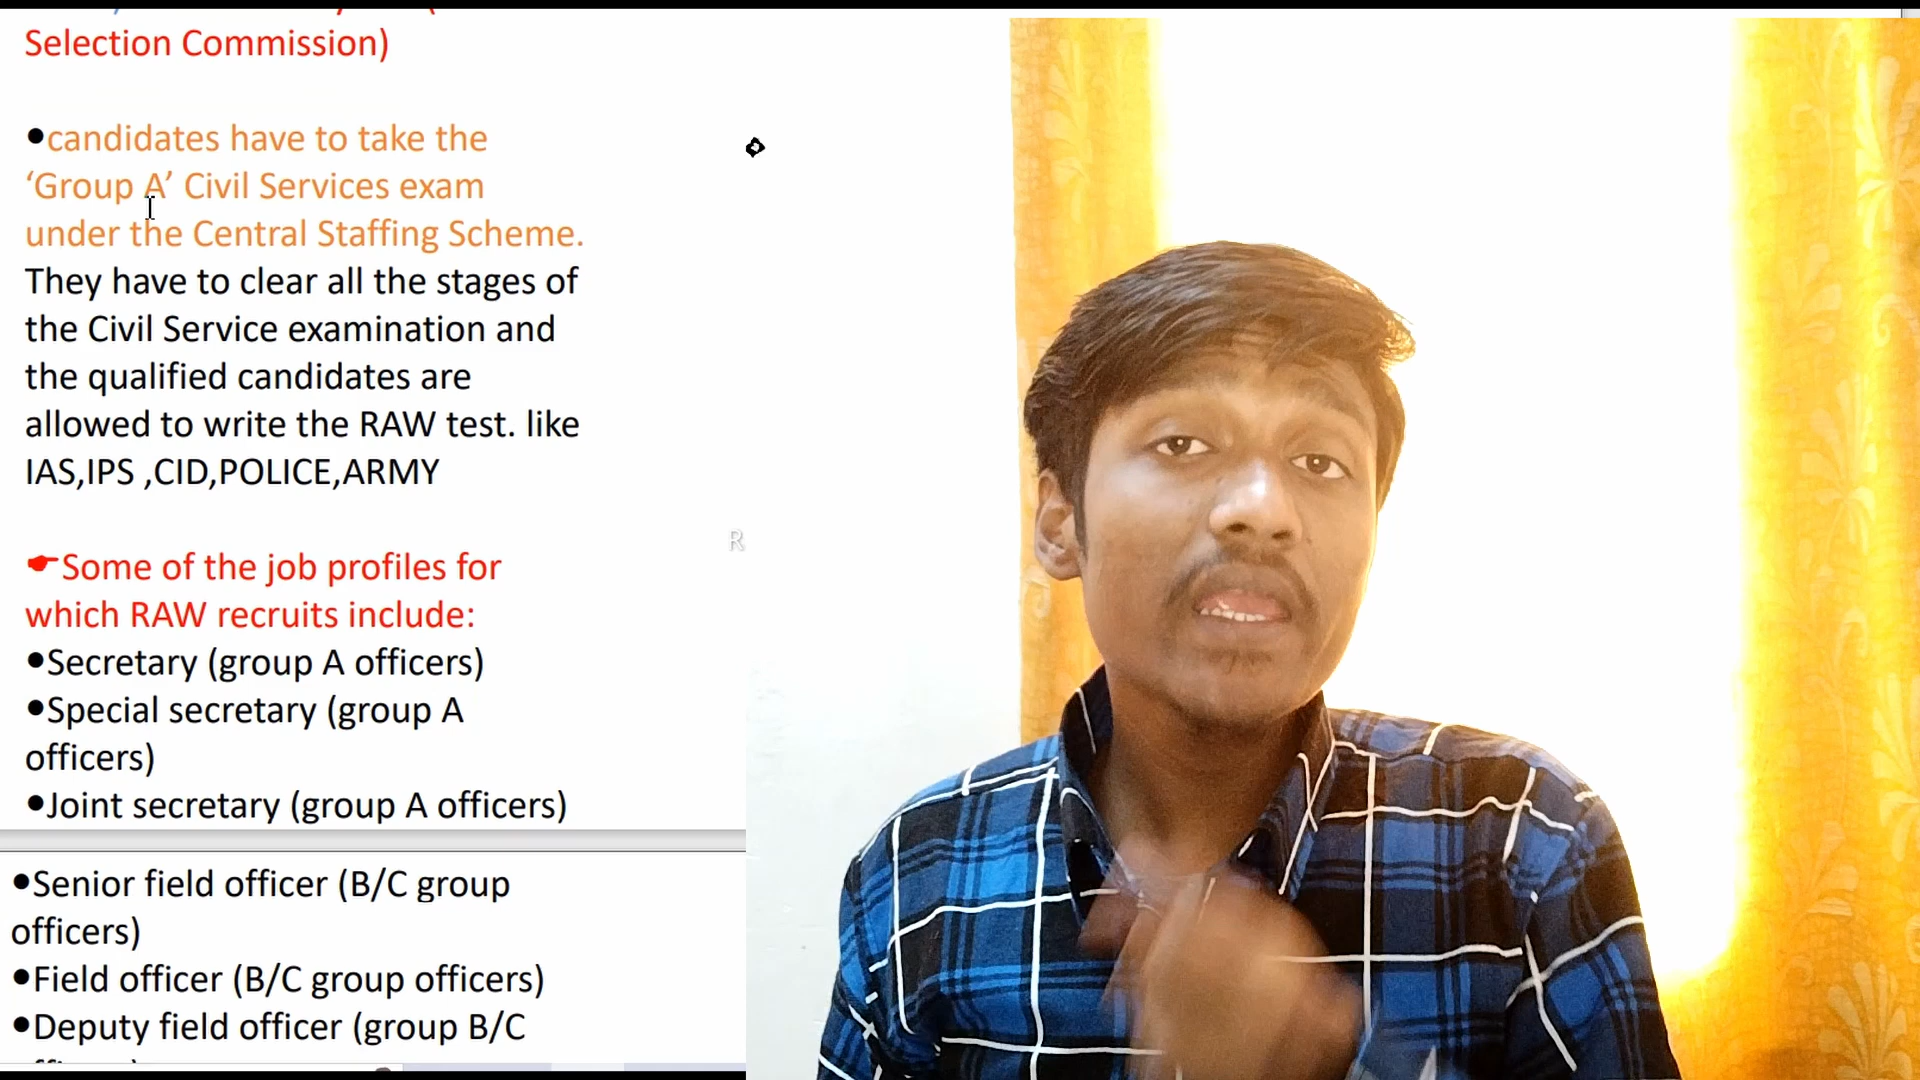 Selection Commission)
●candidates have to take the
‘Group A’ Civil Services exam
under the Central Staffing Scheme.
They have to clear all the stages of
the Civil Service examination and
the qualified candidates are
allowed to write the RAW test. like
IAS,IPS ,CID,POLICE,ARMY
☛Some of the job profiles for
which RAW recruits include:
●Secretary (group A officers)
●Special secretary (group A
officers)
●Joint secretary (group A officers)
●Senior field officer (B/C group
officers)
●Field officer (B/C group officers)
●Deputy field officer (group B/C
R